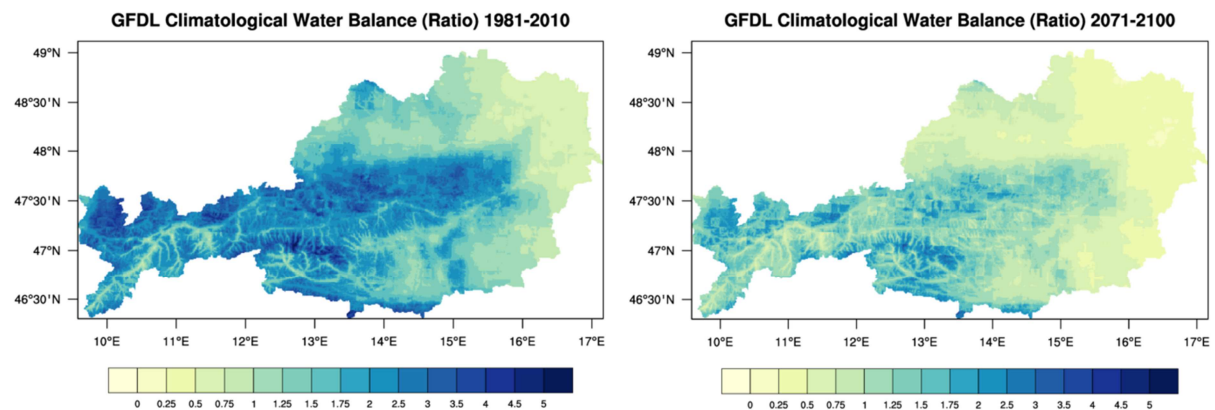 GFDL Climatological Water Balance (Ratio) 1981-2010
49°N
48°30'N
48°N
47°30'N
47°N
46°30'N
10°E 11°E 12°E 13°E 14°E 15°E 16°E 17°E
0 0.25 0.5 0.75 1 1.25 1.5 1.75 2 2.5 3 3.5 4 4.5 5
GFDL Climatological Water Balance (Ratio) 2071-2100
49°N
48°30'N
48°N
47°30'N
47°N
46°30'N
10°E 11°E 12°E 13°E 14°E 15°E 16°E 17°E
0 0.25 0.5 0.75 1 1.25 1.5 1.75 2 2.5 3 3.5 4 4.5 5